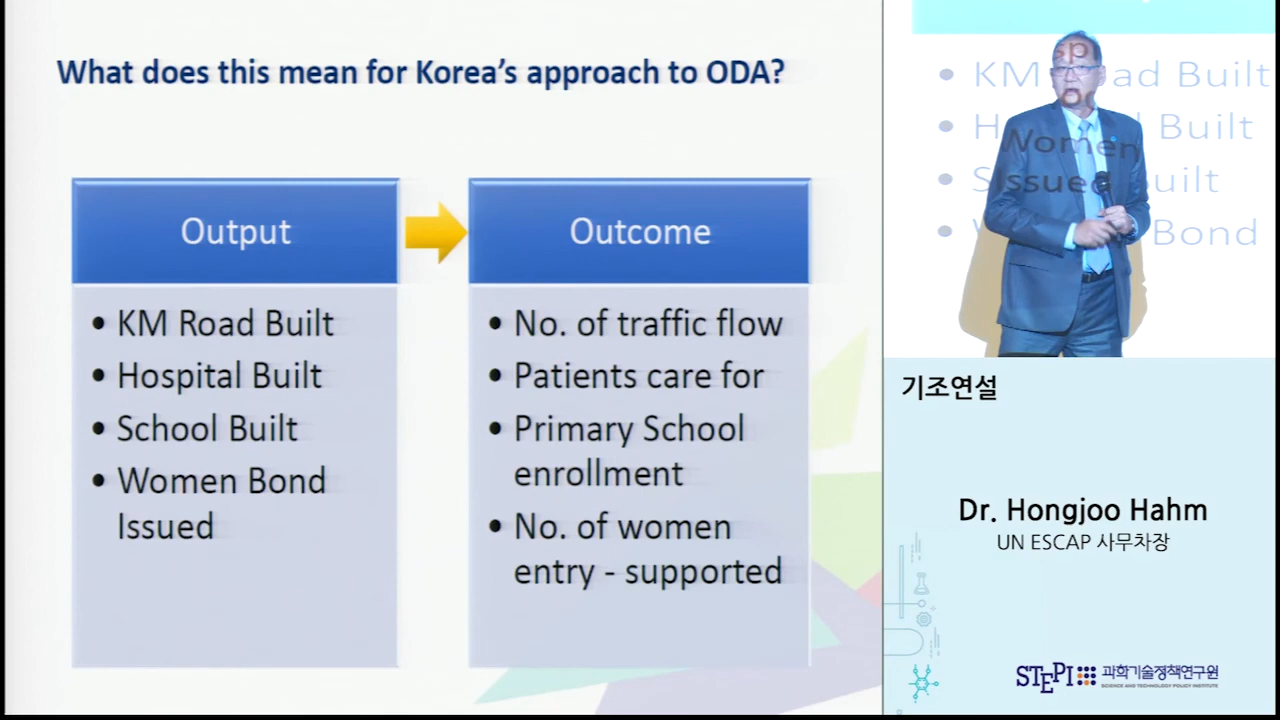 What does this mean for Korea's approach to ODA?
Output
• KM Road Built
• Hospital Built
• School Built
• Women Bond
Issued
Outcome
• No. of traffic flow
• Patients care for
• Primary School
enrollment
• No. of women
entry - supported
• KM Road Built
• H Built
• S uilt
• Bond
Women
Issued
기조연설
Dr. Hongjoo Hahm
UN ESCAP 사무차장
STEPI 과학기술정책연구원
SCIENCE AND TECHNOLOGY POLICY INSTITUTE